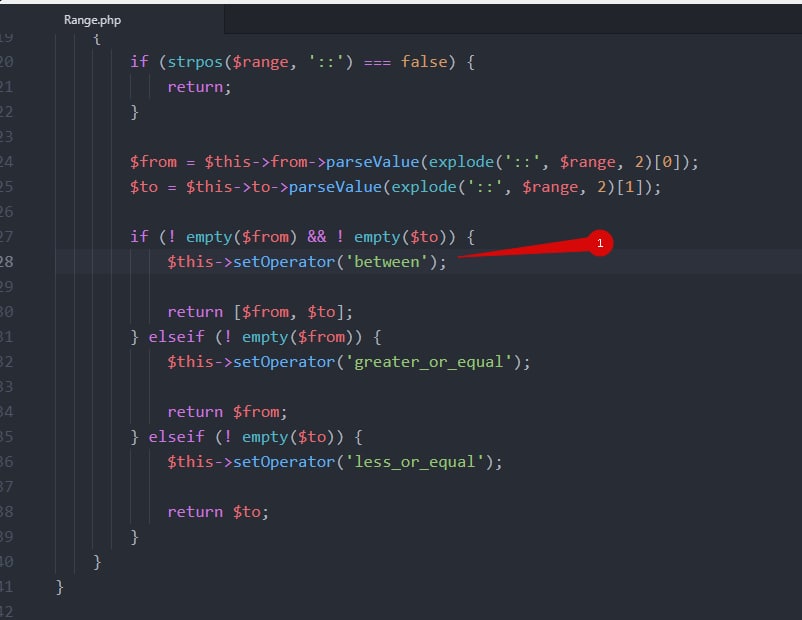 Range.php
19 {
20 if (strpos($range, '::') === false) {
21 return;
22 }
23
24 $from = $this->from->parseValue(explode('::', $range, 2)[0]);
25 $to = $this->to->parseValue(explode('::', $range, 2)[1]);
26
27 if (! empty($from) && ! empty($to)) {
28 $this->setOperator('between'); 1
29
30 return [$from, $to];
31 } elseif (! empty($from)) {
32 $this->setOperator('greater_or_equal');
33
34 return $from;
35 } elseif (! empty($to)) {
36 $this->setOperator('less_or_equal');
37
38 return $to;
39 }
40 }
41 }
42